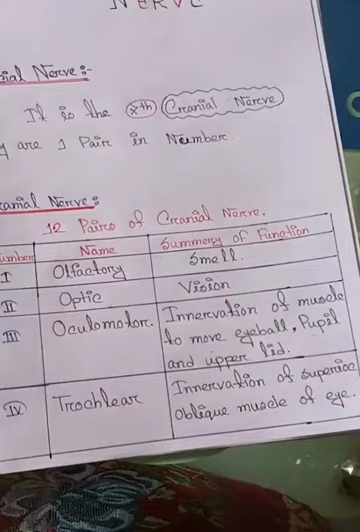 NERVE
nial Nerve:-
It is the Xth Cranial Nerve
y are 1 Pair in Number.
ranial Nerve:
12 Pairs of Cranial Nerve.
umber Name Summery of Function
I Olfactory Smell.
II Optic Vision
III Oculomotor. Innervation of muscle
to move eyeball, Pupil
and upper lid.
IV Trochlear Innervation of superior
oblique muscle of eye.